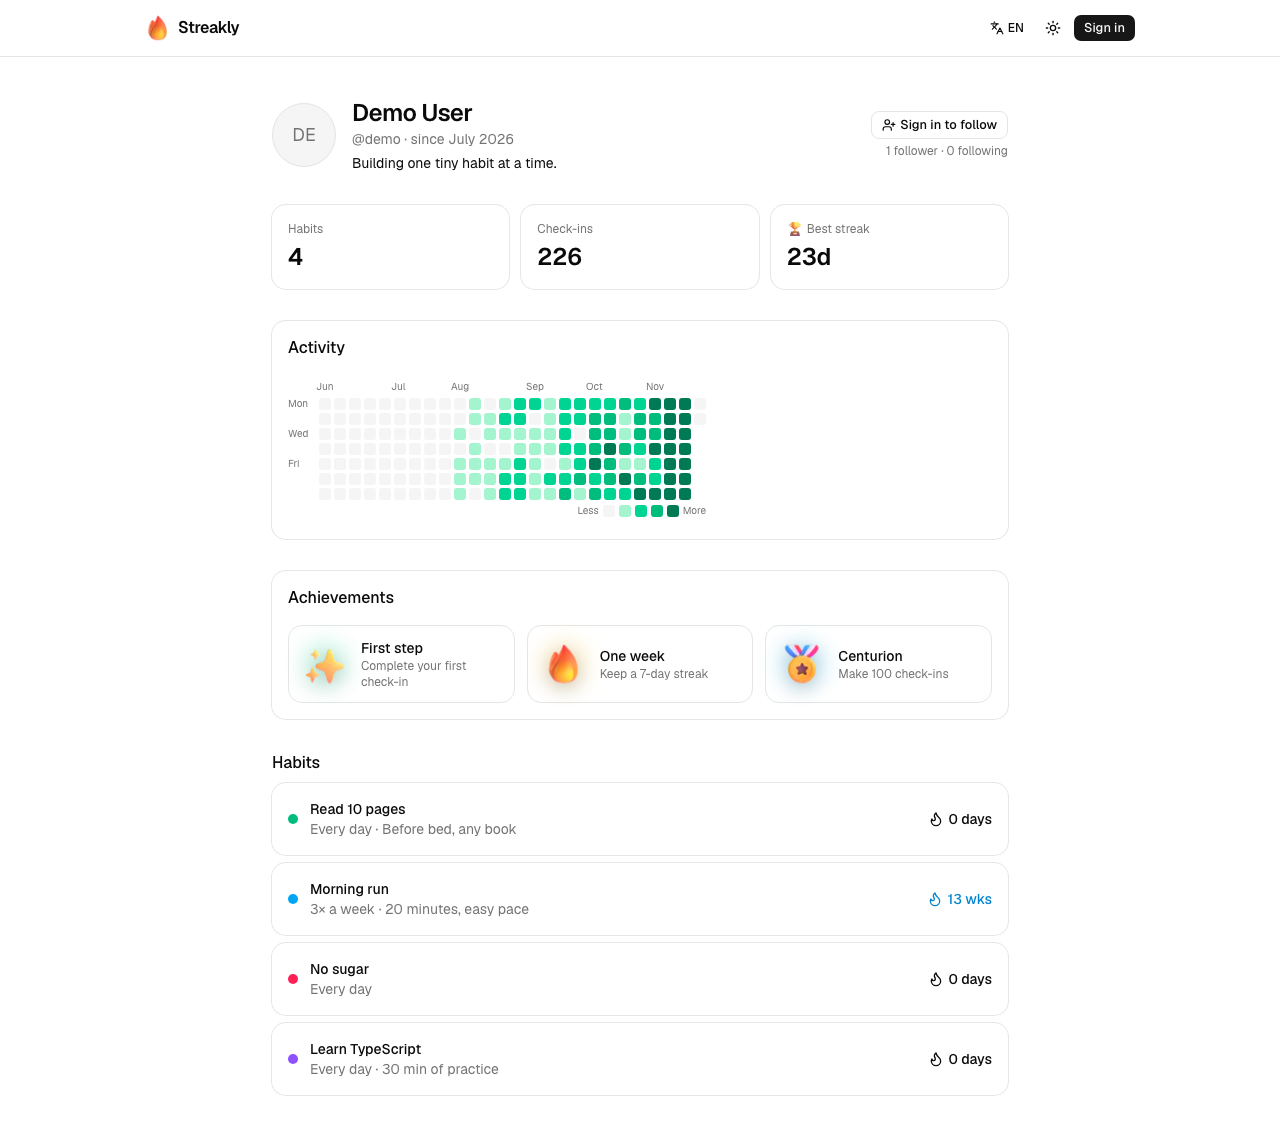 Streakly
EN
Sign in
DE
Demo User
@demo · since July 2026
Building one tiny habit at a time.
Sign in to follow
1 follower · 0 following
Habits
4
Check-ins
226
Best streak
23d
Activity
Jun Jul Aug Sep Oct Nov
Mon
Wed
Fri
Less More
Achievements
First step
Complete your first
check-in
One week
Keep a 7-day streak
Centurion
Make 100 check-ins
Habits
Read 10 pages
Every day · Before bed, any book
0 days
Morning run
3× a week · 20 minutes, easy pace
13 wks
No sugar
Every day
0 days
Learn TypeScript
Every day · 30 min of practice
0 days